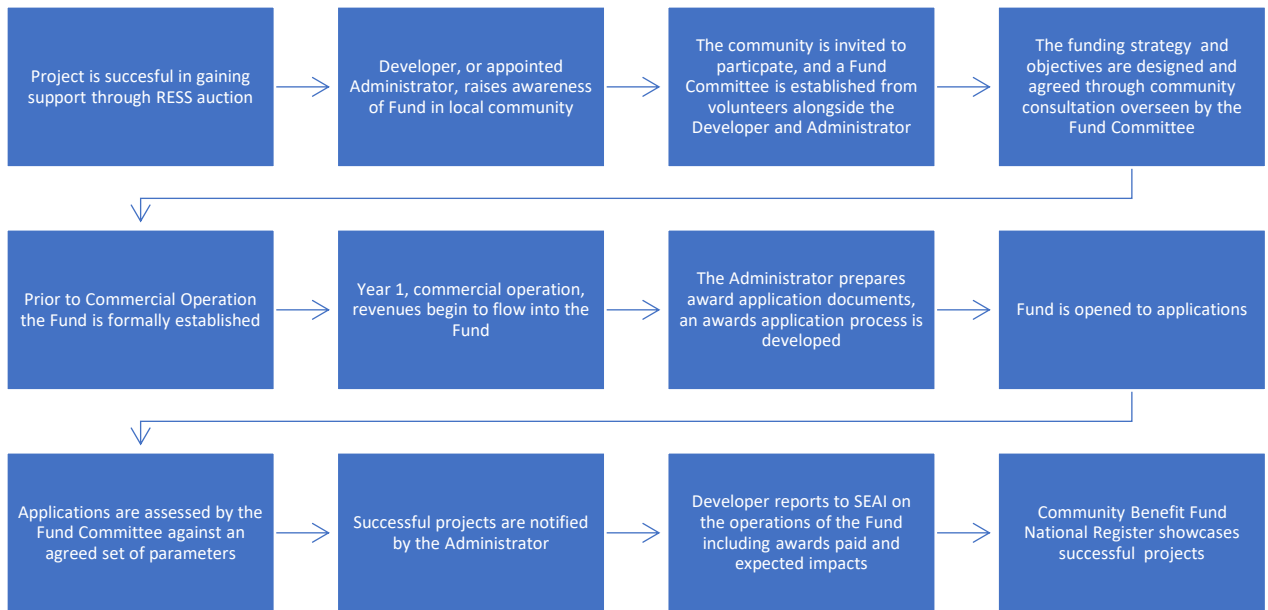 Project is succesful in gaining
support through RESS auction
Developer, or appointed
Administrator, raises awareness
of Fund in local community
The community is invited to
particpate, and a Fund
Committee is established from
volunteers alongside the
Developer and Administrator
The funding strategy and
objectives are designed and
agreed through community
consultation overseen by the
Fund Committee
Prior to Commercial Operation
the Fund is formally established
Year 1, commercial operation,
revenues begin to flow into the
Fund
The Administrator prepares
award application documents,
an awards application process is
developed
Fund is opened to applications
Applications are assessed by the
Fund Committee against an
agreed set of parameters
Successful projects are notified
by the Administrator
Developer reports to SEAI on
the operations of the Fund
including awards paid and
expected impacts
Community Benefit Fund
National Register showcases
successful projects